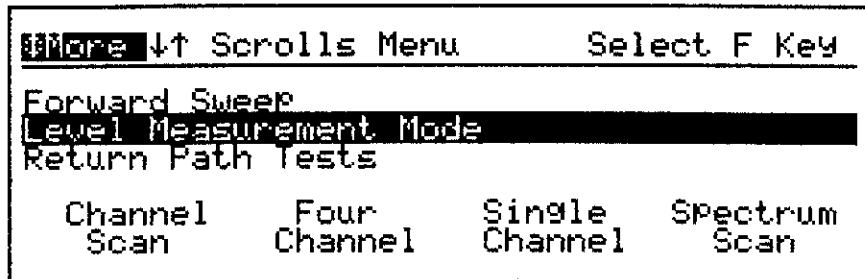 ⇕More ↓↑ Scrolls Menu Select F Key
Forward Sweep
Level Measurement Mode
Return Path Tests
Channel Scan Four Channel Single Channel Spectrum Scan